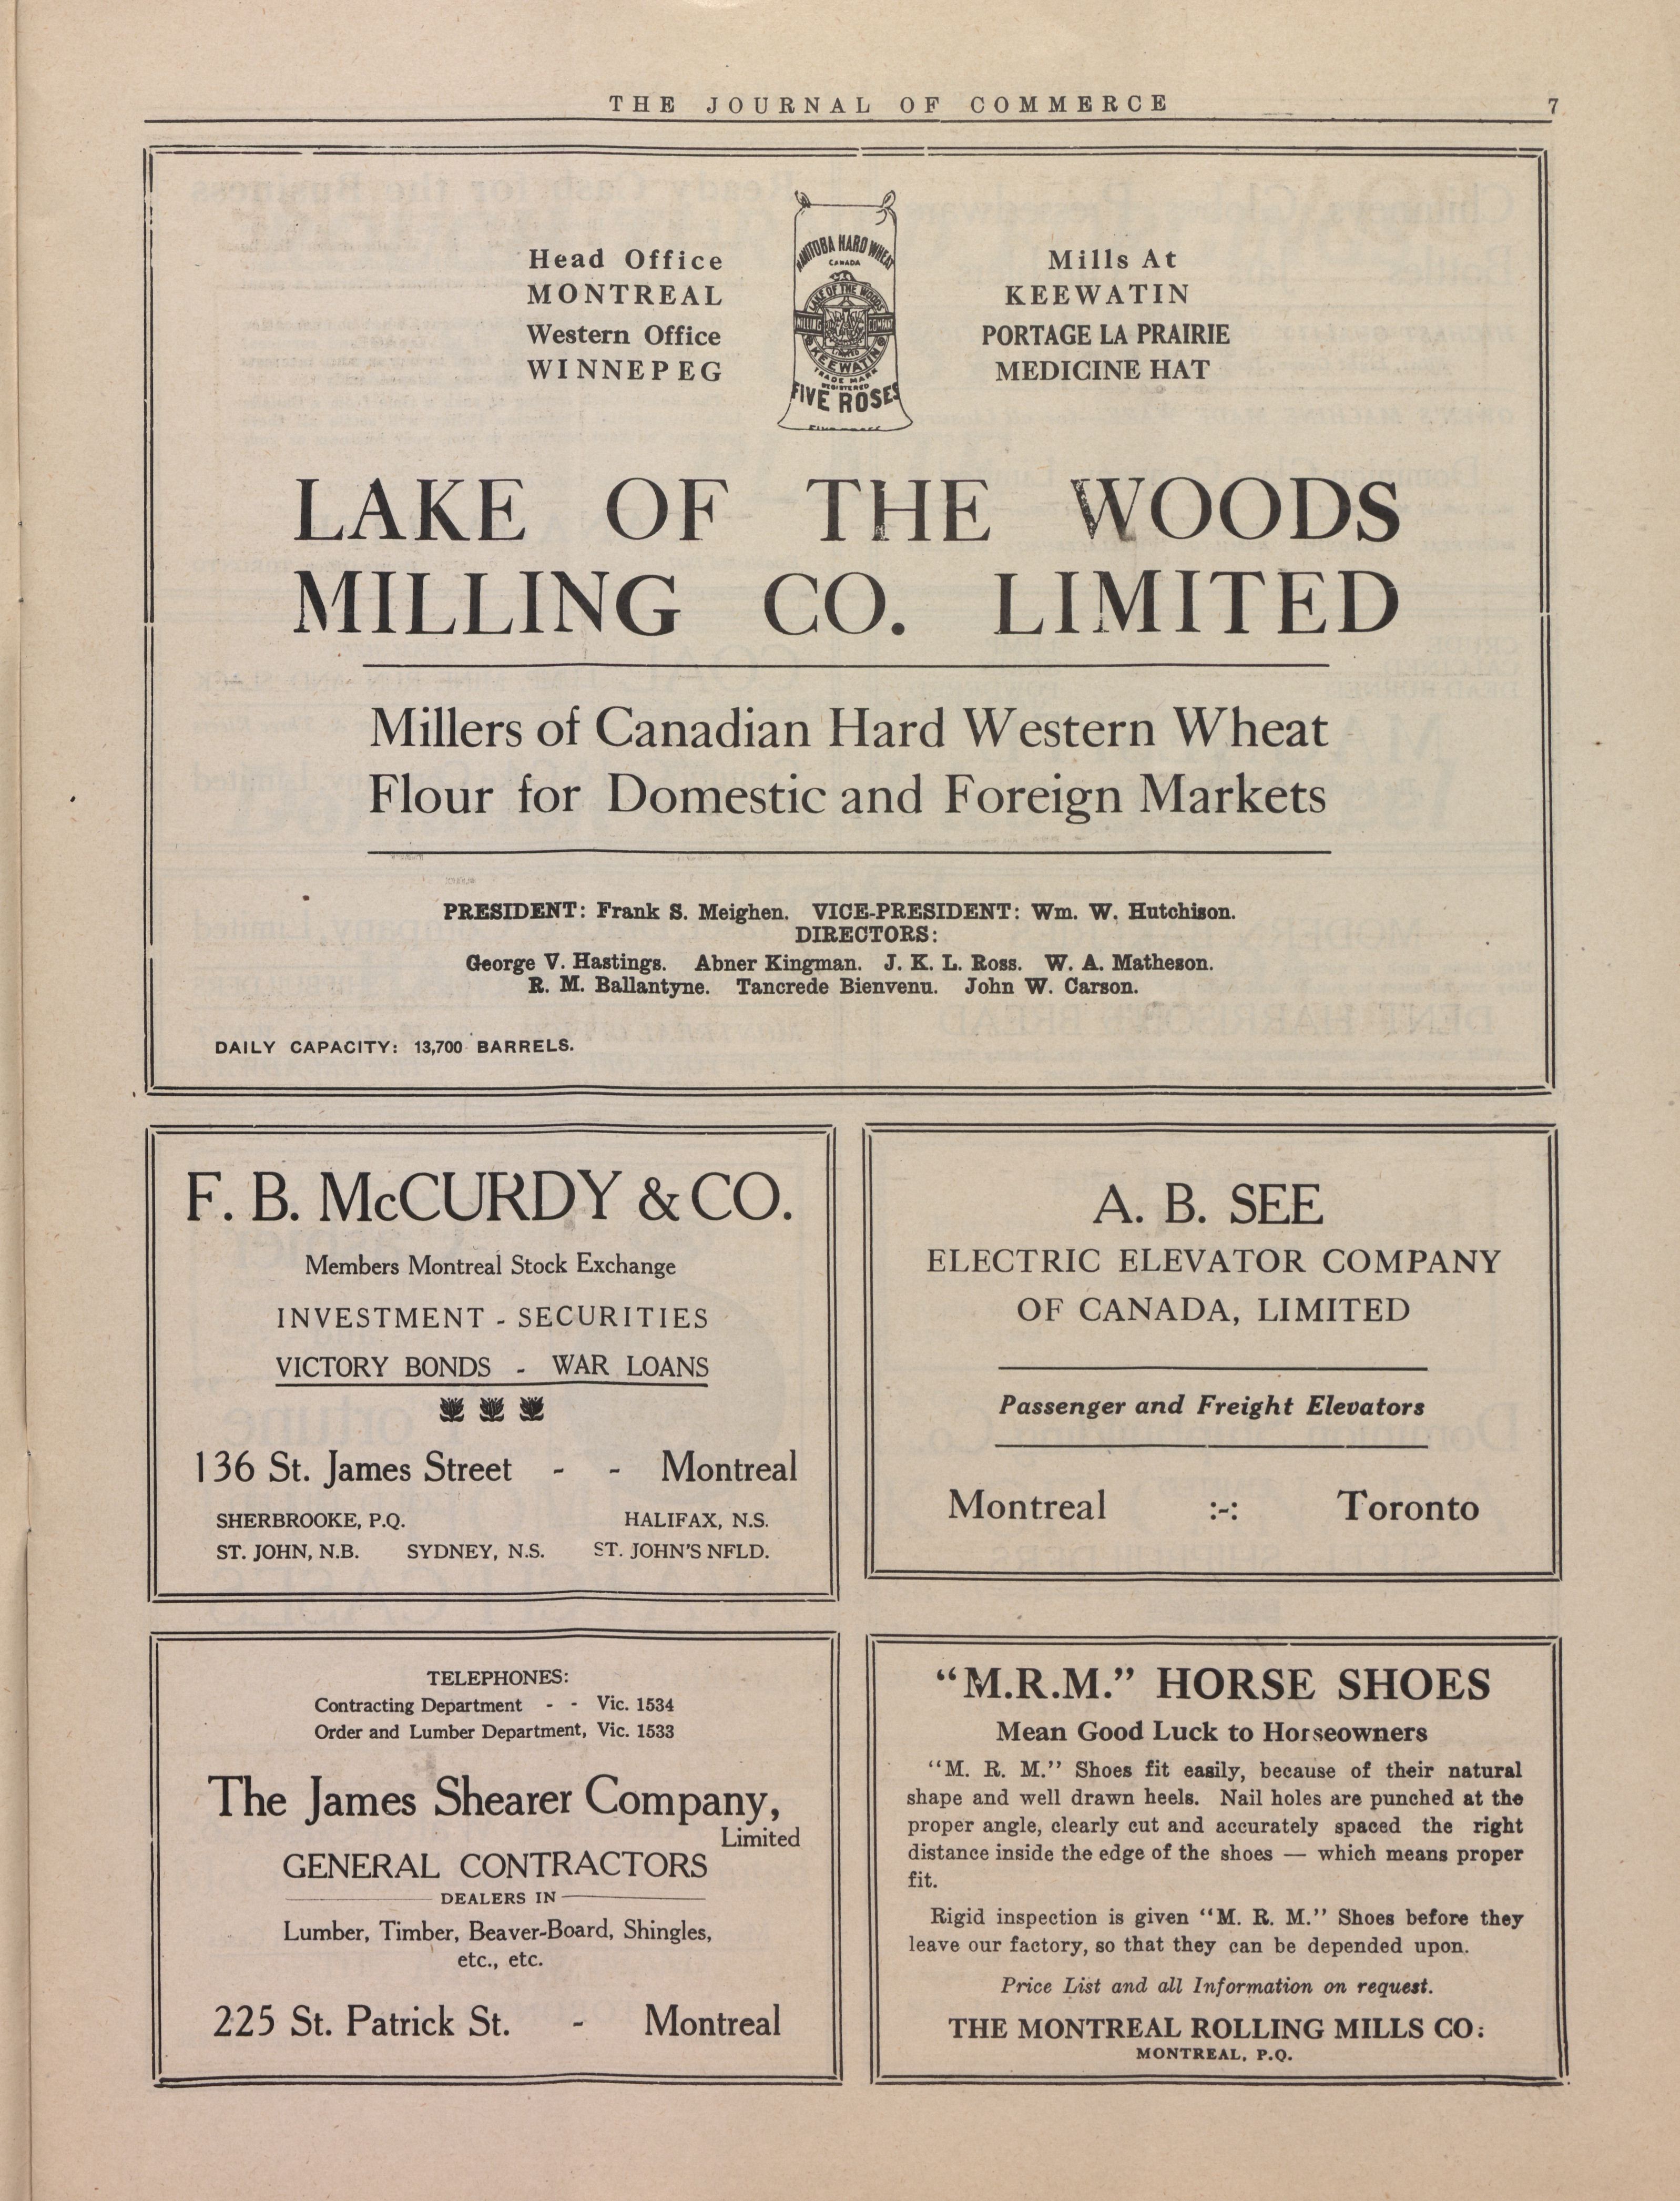 THE JOURNAL OF COMMERCE 7
Head Office
MONTREAL
Western Office
WINNEPEG
MANITOBA HARD WHEAT
CANADA
LAKE OF THE WOODS
MILLING COMPANY
KEEWATIN
TRADE MARK
REGISTERED
FIVE ROSES
Mills At
KEEWATIN
PORTAGE LA PRAIRIE
MEDICINE HAT
LAKE OF THE WOODS
MILLING CO. LIMITED
Millers of Canadian Hard Western Wheat
Flour for Domestic and Foreign Markets
PRESIDENT: Frank S. Meighen. VICE-PRESIDENT: Wm. W. Hutchison.
DIRECTORS:
George V. Hastings. Abner Kingman. J. K. L. Ross. W. A. Matheson.
R. M. Ballantyne. Tancrede Bienvenu. John W. Carson.
DAILY CAPACITY: 13,700 BARRELS.
F. B. McCURDY & CO.
Members Montreal Stock Exchange
INVESTMENT - SECURITIES
VICTORY BONDS - WAR LOANS
136 St. James Street - - Montreal
SHERBROOKE, P.Q. HALIFAX, N.S.
ST. JOHN, N.B. SYDNEY, N.S. ST. JOHN'S NFLD.
A. B. SEE
ELECTRIC ELEVATOR COMPANY
OF CANADA, LIMITED
Passenger and Freight Elevators
Montreal :-: Toronto
TELEPHONES:
Contracting Department - - Vic. 1534
Order and Lumber Department, Vic. 1533
The James Shearer Company,
Limited
GENERAL CONTRACTORS
DEALERS IN
Lumber, Timber, Beaver-Board, Shingles,
etc., etc.
225 St. Patrick St. - Montreal
"M.R.M." HORSE SHOES
Mean Good Luck to Horseowners
"M. R. M." Shoes fit easily, because of their natural
shape and well drawn heels. Nail holes are punched at the
proper angle, clearly cut and accurately spaced the right
distance inside the edge of the shoes — which means proper
fit.
Rigid inspection is given "M. R. M." Shoes before they
leave our factory, so that they can be depended upon.
Price List and all Information on request.
THE MONTREAL ROLLING MILLS CO:
MONTREAL, P.Q.